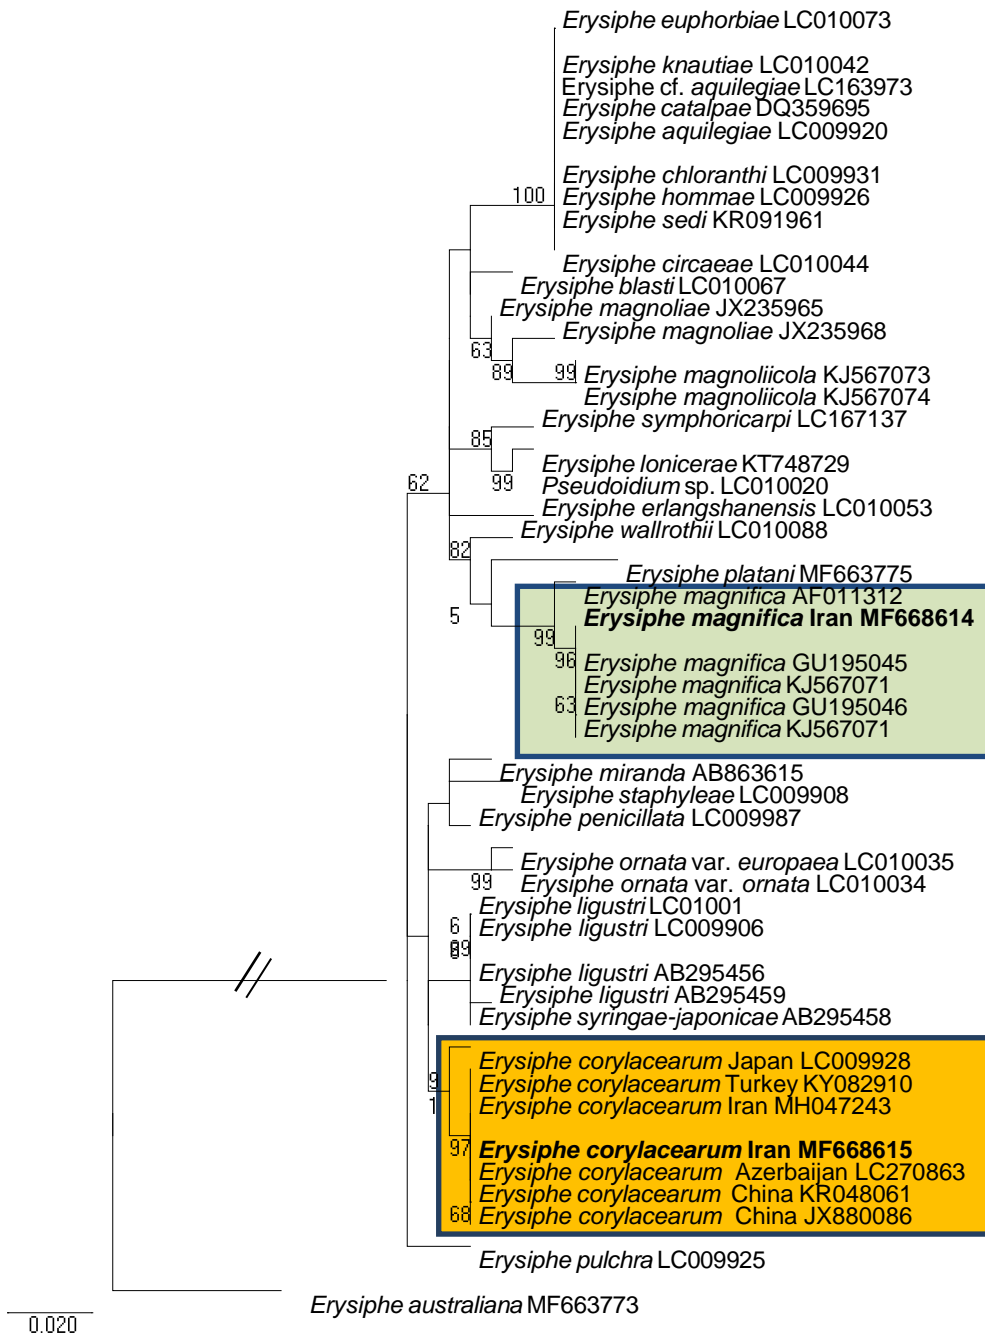 Erysiphe euphorbiae LC010073
Erysiphe knautiae LC010042
Erysiphe cf. aquilegiae LC163973
Erysiphe catalpae DQ359695
Erysiphe aquilegiae LC009920
Erysiphe chloranthi LC009931
100 Erysiphe hommae LC009926
Erysiphe sedi KR091961
Erysiphe circaeae LC010044
Erysiphe blasti LC010067
Erysiphe magnoliae JX235965
Erysiphe magnoliae JX235968
63
89 99 Erysiphe magnoliicola KJ567073
Erysiphe magnoliicola KJ567074
Erysiphe symphoricarpi LC167137
85
Erysiphe lonicerae KT748729
62 99 Pseudoidium sp. LC010020
Erysiphe erlangshanensis LC010053
Erysiphe wallrothii LC010088
82
Erysiphe platani MF663775
Erysiphe magnifica AF011312
5 Erysiphe magnifica Iran MF668614
99
96 Erysiphe magnifica GU195045
Erysiphe magnifica KJ567071
63 Erysiphe magnifica GU195046
Erysiphe magnifica KJ567071
Erysiphe miranda AB863615
Erysiphe staphyleae LC009908
Erysiphe penicillata LC009987
Erysiphe ornata var. europaea LC010035
99 Erysiphe ornata var. ornata LC010034
Erysiphe ligustri LC01001
6 Erysiphe ligustri LC009906
Erysiphe ligustri AB295456
Erysiphe ligustri AB295459
Erysiphe syringae-japonicae AB295458
Erysiphe corylacearum Japan LC009928
9 Erysiphe corylacearum Turkey KY082910
1 Erysiphe corylacearum Iran MH047243
97 Erysiphe corylacearum Iran MF668615
Erysiphe corylacearum Azerbaijan LC270863
Erysiphe corylacearum China KR048061
68 Erysiphe corylacearum China JX880086
Erysiphe pulchra LC009925
Erysiphe australiana MF663773
0.020